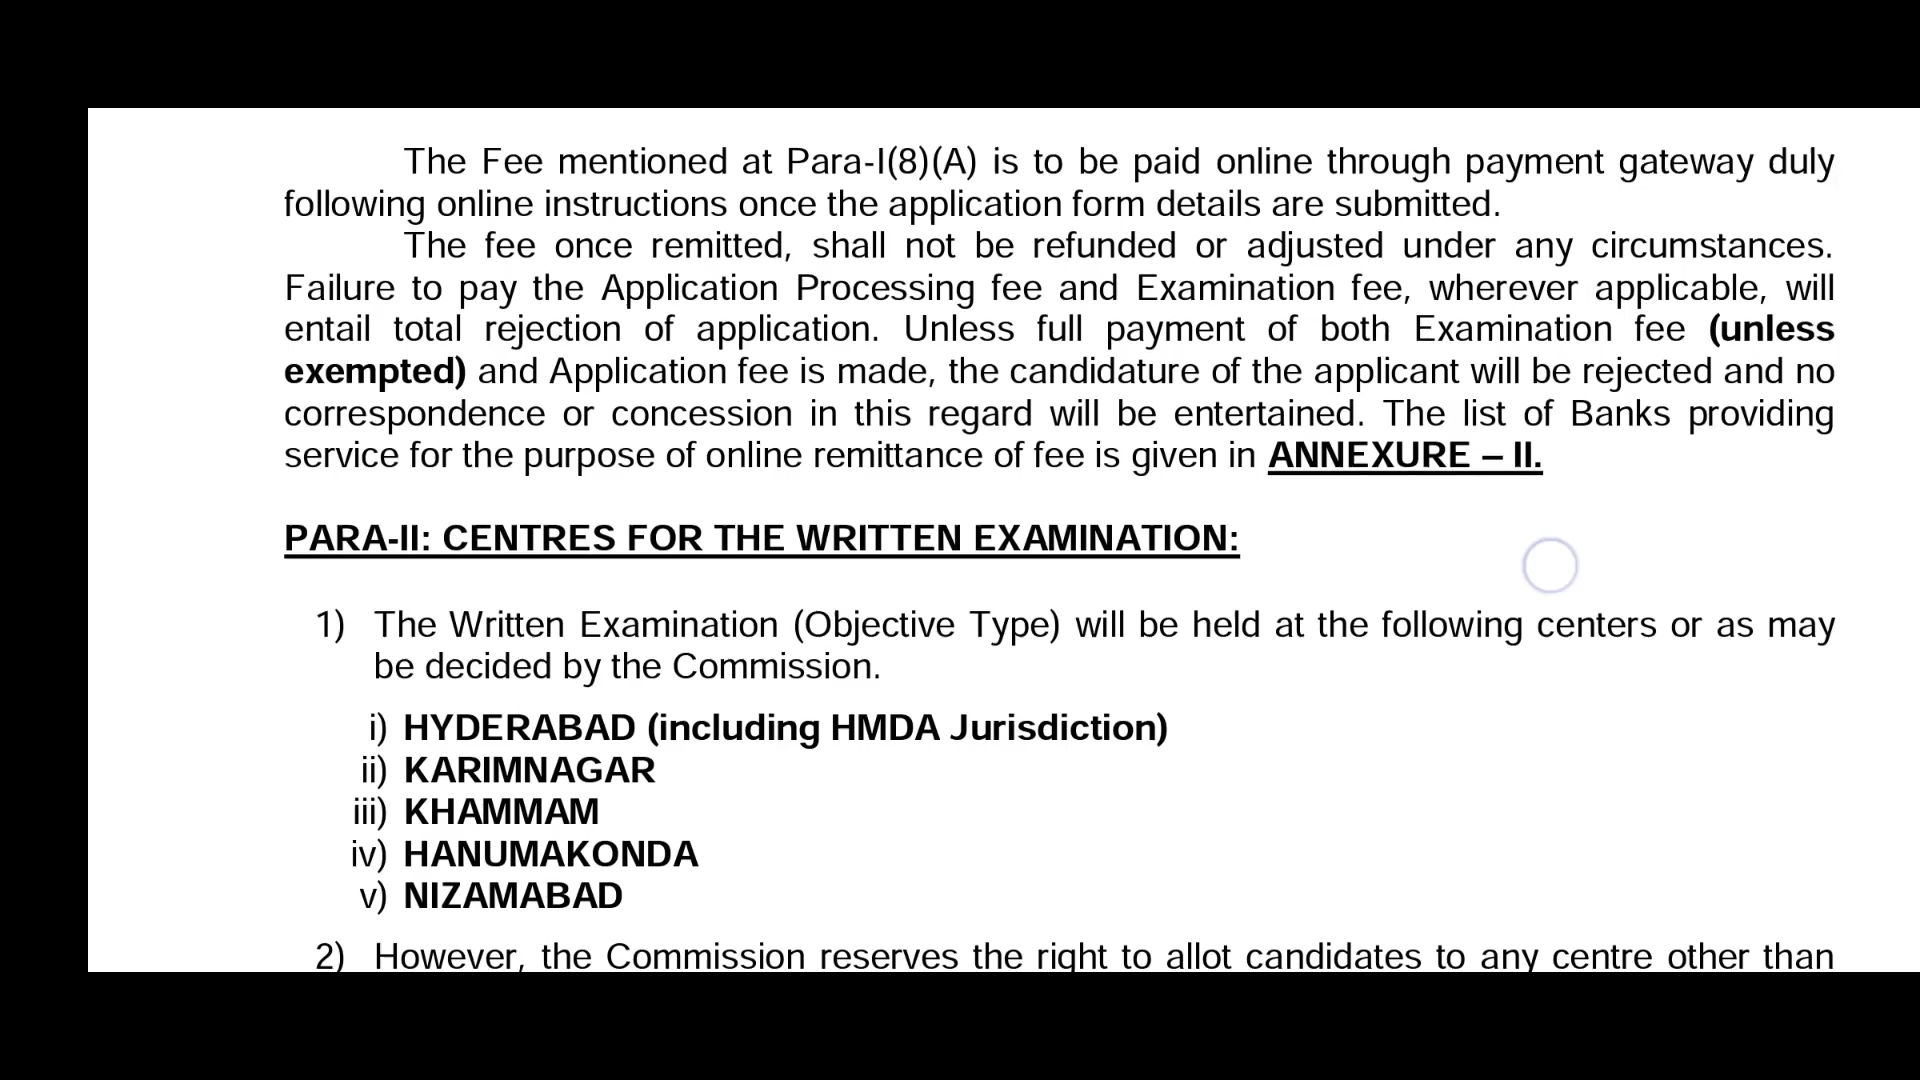 The Fee mentioned at Para-I(8)(A) is to be paid online through payment gateway duly
following online instructions once the application form details are submitted.
The fee once remitted, shall not be refunded or adjusted under any circumstances.
Failure to pay the Application Processing fee and Examination fee, wherever applicable, will
entail total rejection of application. Unless full payment of both Examination fee (unless
exempted) and Application fee is made, the candidature of the applicant will be rejected and no
correspondence or concession in this regard will be entertained. The list of Banks providing
service for the purpose of online remittance of fee is given in ANNEXURE – II.
PARA-II: CENTRES FOR THE WRITTEN EXAMINATION:
1) The Written Examination (Objective Type) will be held at the following centers or as may
be decided by the Commission.
i) HYDERABAD (including HMDA Jurisdiction)
ii) KARIMNAGAR
iii) KHAMMAM
iv) HANUMAKONDA
v) NIZAMABAD
2) However, the Commission reserves the right to allot candidates to any centre other than